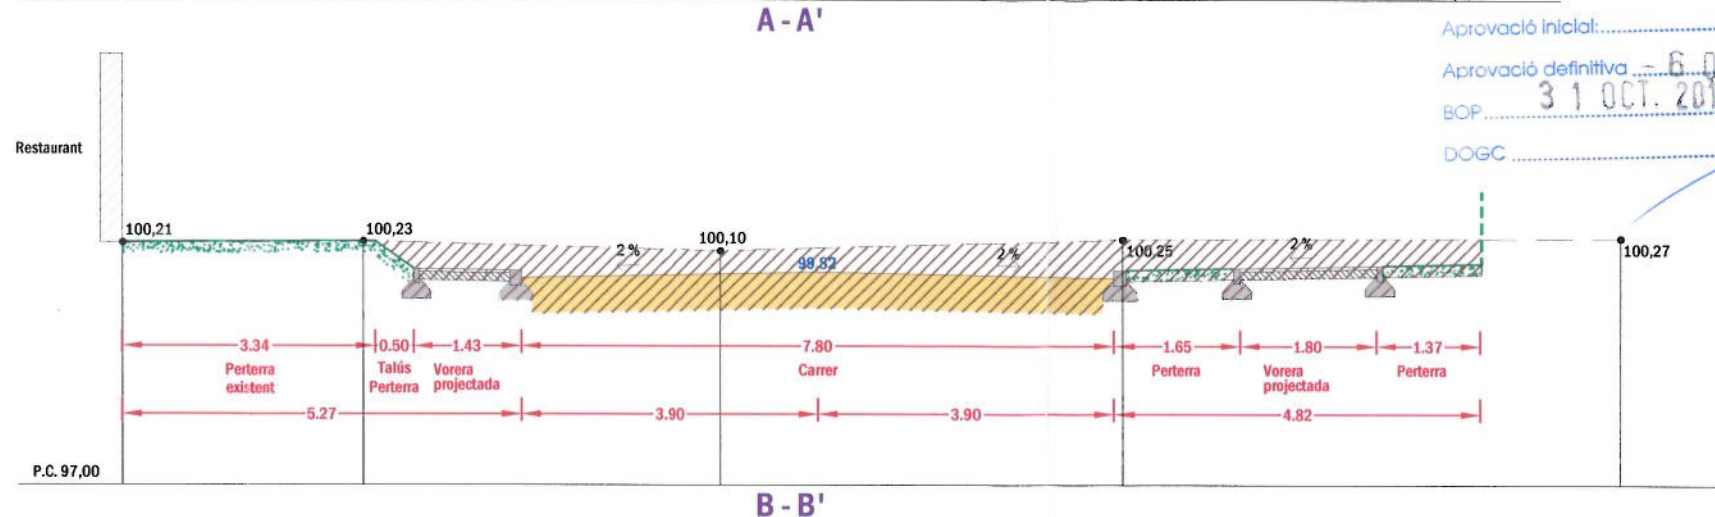 A - A'
Aprovació inicial:
Aprovació definitiva - 6
BOP 31 OCT.
DOGC
Restaurant
100,21
100,23
100,10
100,25
100,27
2%
2%
2%
99,82
3.34
0.50
1.43
7.80
1.65
1.80
1.37
Perterra
existent
Talús
Perterra
Vorera
projectada
Carrer
Perterra
Vorera
projectada
Perterra
5.27
3.90
3.90
4.82
P.C. 97,00
B - B'